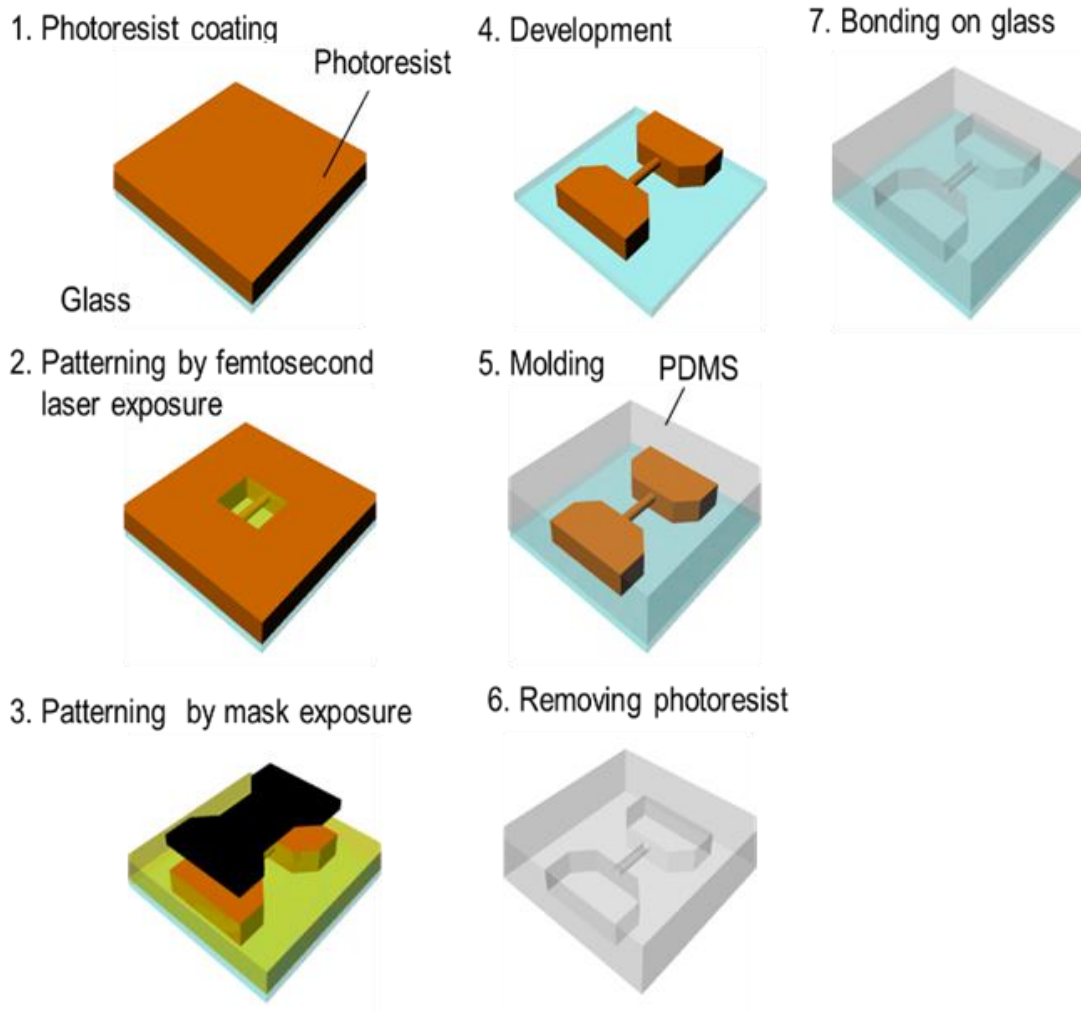 1. Photoresist coating
Photoresist
Glass
2. Patterning by femtosecond
laser exposure
3. Patterning by mask exposure
4. Development
5. Molding
PDMS
6. Removing photoresist
7. Bonding on glass